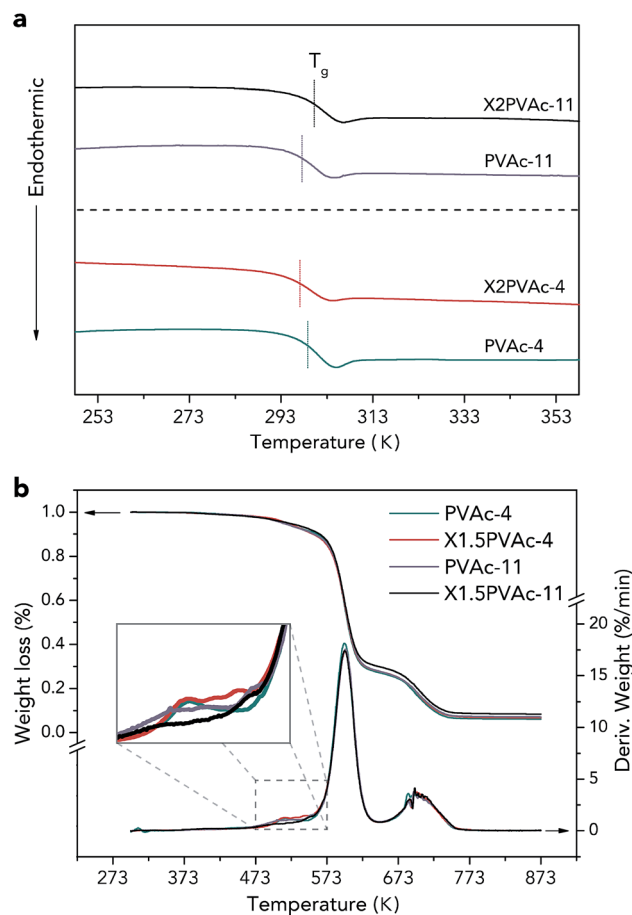 a
T_g
X2PVAc-11
PVAc-11
X2PVAc-4
PVAc-4
Endothermic
253 273 293 313 333 353
Temperature (K)
b
PVAc-4
X1.5PVAc-4
PVAc-11
X1.5PVAc-11
1.0
0.8
0.6
0.4
0.2
0.0
Weight loss (%)
20
15
10
5
0
Deriv. Weight (%/min)
273 373 473 573 673 773 873
Temperature (K)